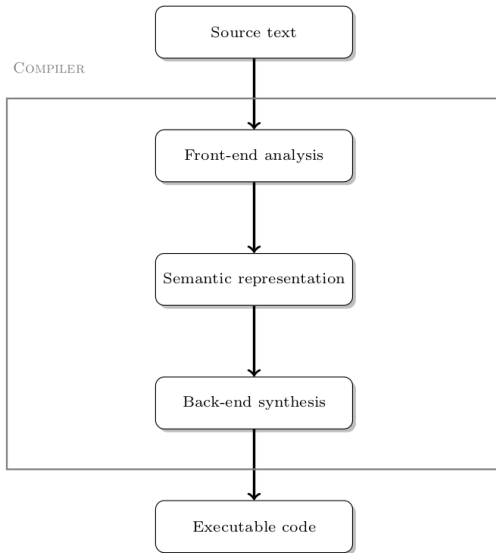 Source text
COMPILER
Front-end analysis
Semantic representation
Back-end synthesis
Executable code